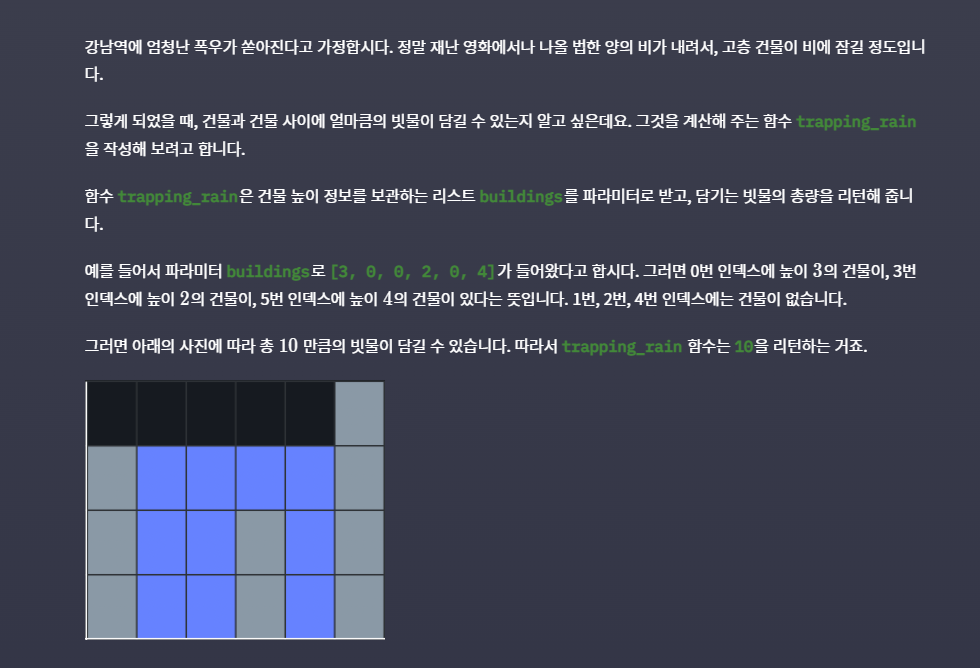 강남역에 엄청난 폭우가 쏟아진다고 가정합시다. 정말 재난 영화에서나 나올 법한 양의 비가 내려서, 고층 건물이 비에 잠길 정도입니
다.
그렇게 되었을 때, 건물과 건물 사이에 얼마큼의 빗물이 담길 수 있는지 알고 싶은데요. 그것을 계산해 주는 함수 trapping_rain
을 작성해 보려고 합니다.
함수 trapping_rain은 건물 높이 정보를 보관하는 리스트 buildings를 파라미터로 받고, 담기는 빗물의 총량을 리턴해 줍니
다.
예를 들어서 파라미터 buildings로 [3, 0, 0, 2, 0, 4]가 들어왔다고 합시다. 그러면 0번 인덱스에 높이 3의 건물이, 3번
인덱스에 높이 2의 건물이, 5번 인덱스에 높이 4의 건물이 있다는 뜻입니다. 1번, 2번, 4번 인덱스에는 건물이 없습니다.
그러면 아래의 사진에 따라 총 10 만큼의 빗물이 담길 수 있습니다. 따라서 trapping_rain 함수는 10을 리턴하는 거죠.